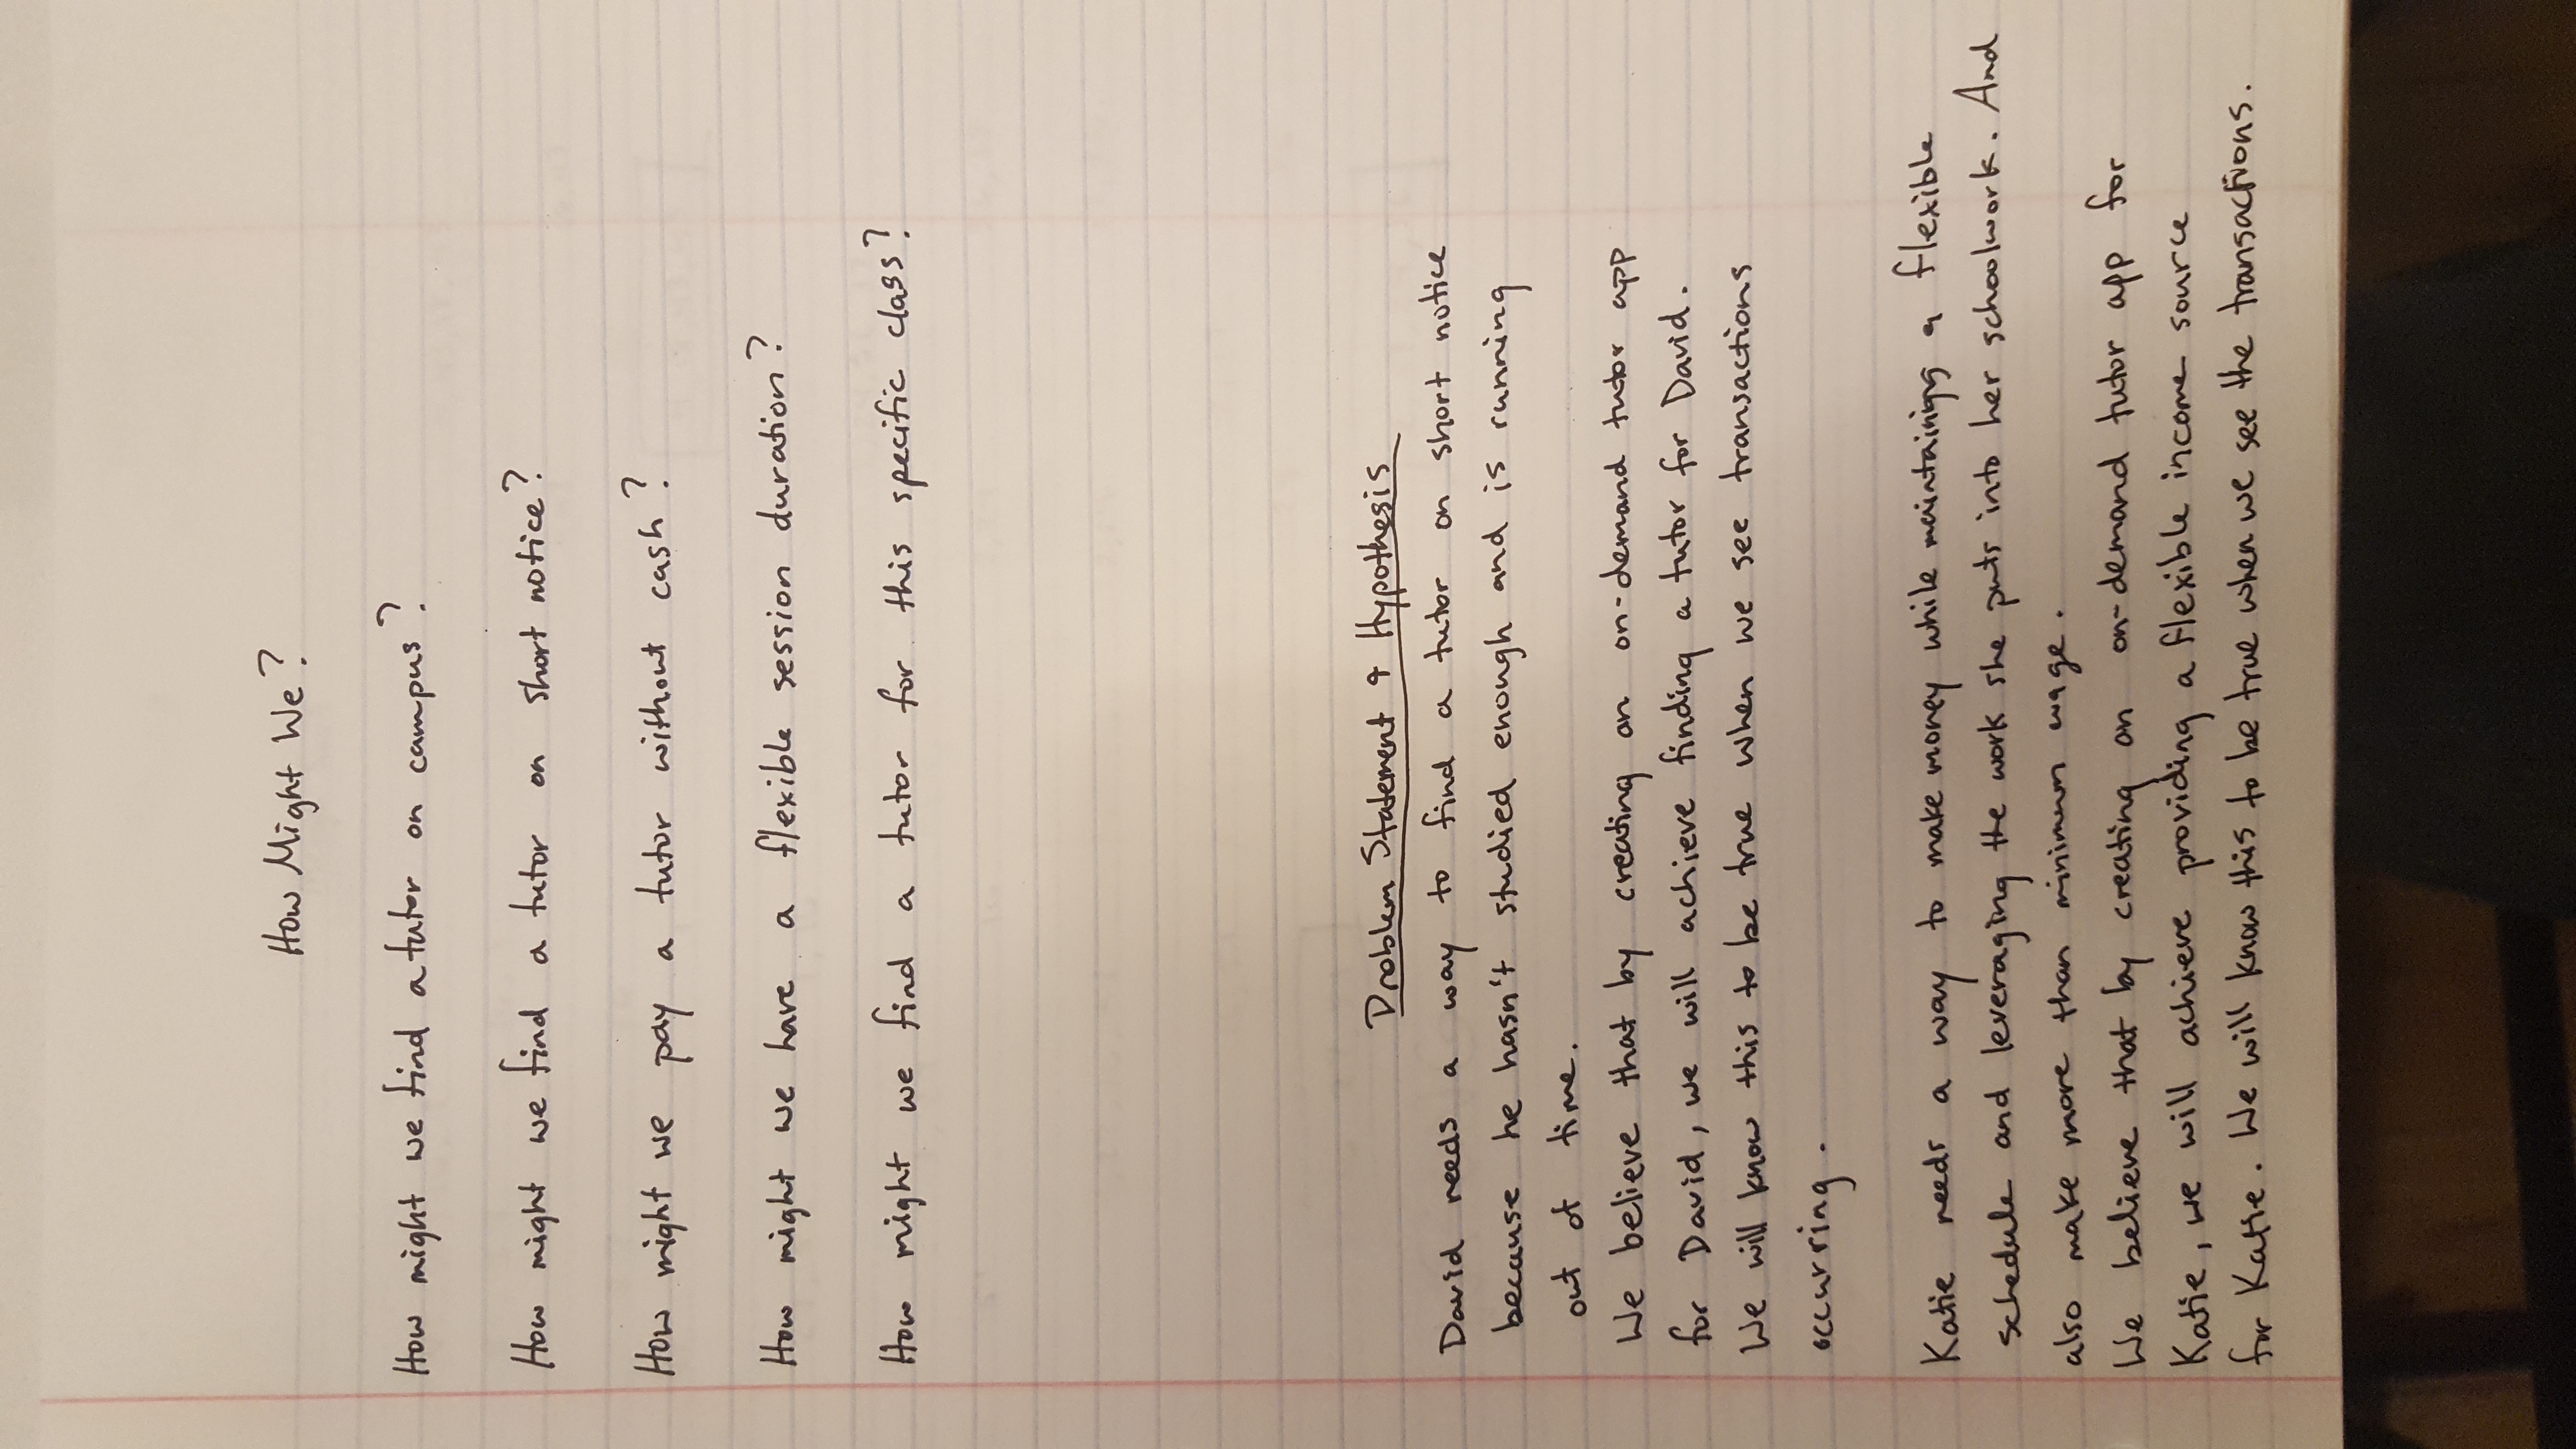 How Might We?
How might we find a tutor on campus?
How might we find a tutor on short notice?
How might we pay a tutor without cash?
How might we have a flexible session duration?
How might we find a tutor for this specific class?
Problem Statement & Hypothesis
David needs a way to find a tutor on short notice
because he hasn't studied enough and is running
out of time.
We believe that by creating an on-demand tutor app
for David, we will achieve finding a tutor for David.
We will know this to be true when we see transactions
occurring.
Katie needs a way to make money while maintaining a flexible
schedule and leveraging the work she puts into her schoolwork. And
also make more than minimum wage.
We believe that by creating an on-demand tutor app for
Katie, we will achieve providing a flexible income source
for Katie. We will know this to be true when we see the transactions.